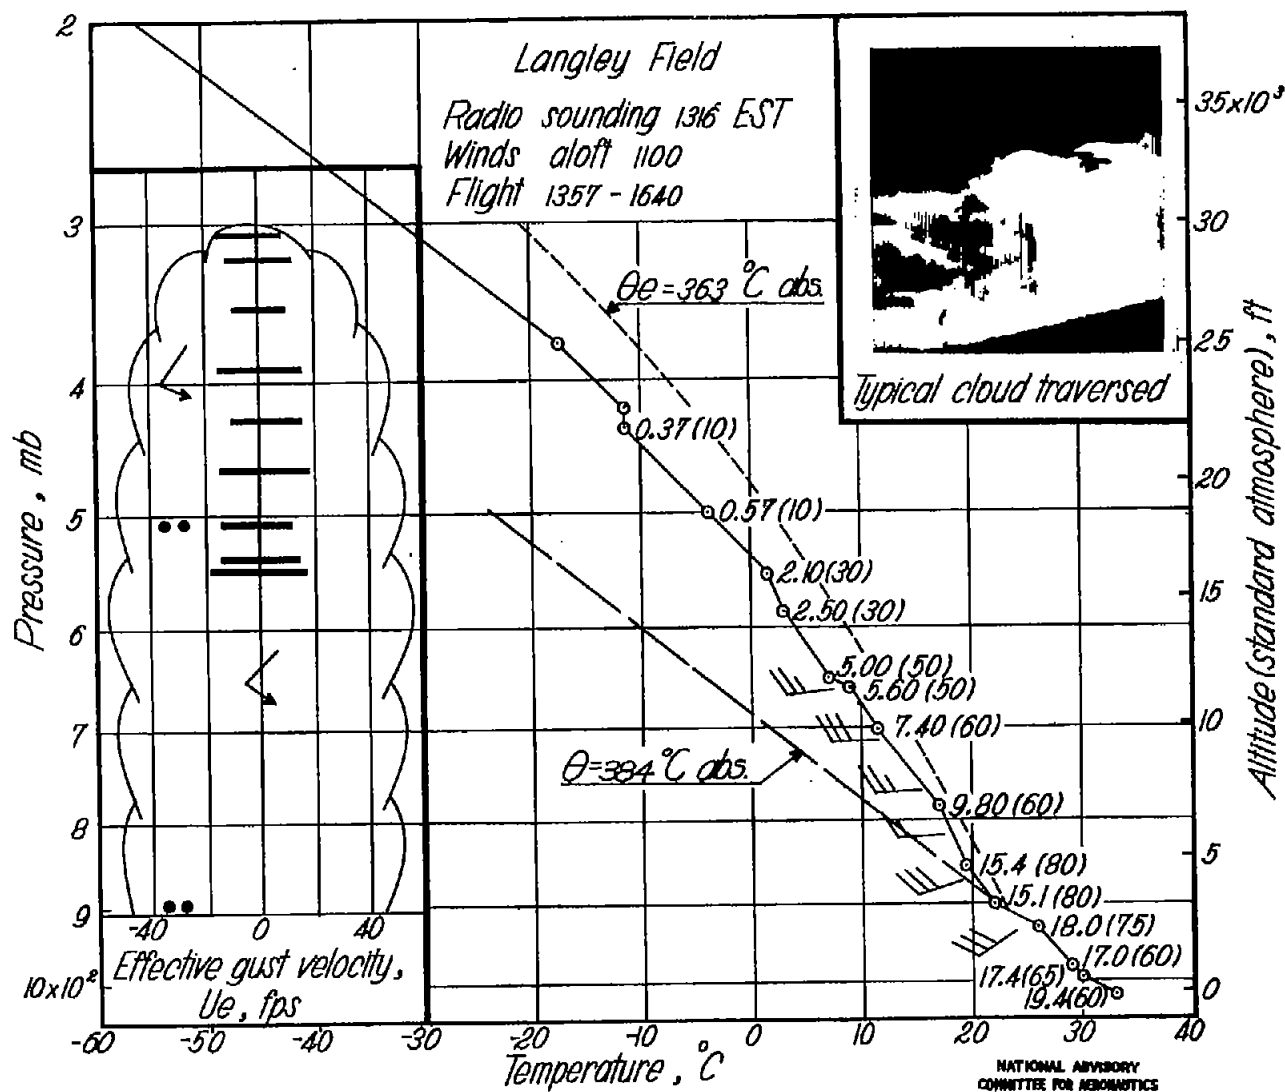 Langley Field
Radio sounding 1316 EST
Winds aloft 1100
Flight 1357 - 1640
Typical cloud traversed
θe = 363 °C abs.
θ = 384 °C abs.
0.37 (10)
0.57 (10)
2.10 (30)
2.50 (30)
5.00 (50)
5.60 (50)
7.40 (60)
9.80 (60)
15.4 (80)
15.1 (80)
18.0 (75)
17.0 (60)
17.4 (65)
19.4 (60)
Pressure, mb
2
3
4
5
6
7
8
9
10x10²
-40 0 40
Effective gust velocity,
Ue, fps
-60 -50 -40 -30 -20 -10 0 10 20 30 40
Temperature, °C
35x10³
30
25
20
15
10
5
0
Altitude (standard atmosphere), ft
NATIONAL ADVISORY
COMMITTEE FOR AERONAUTICS